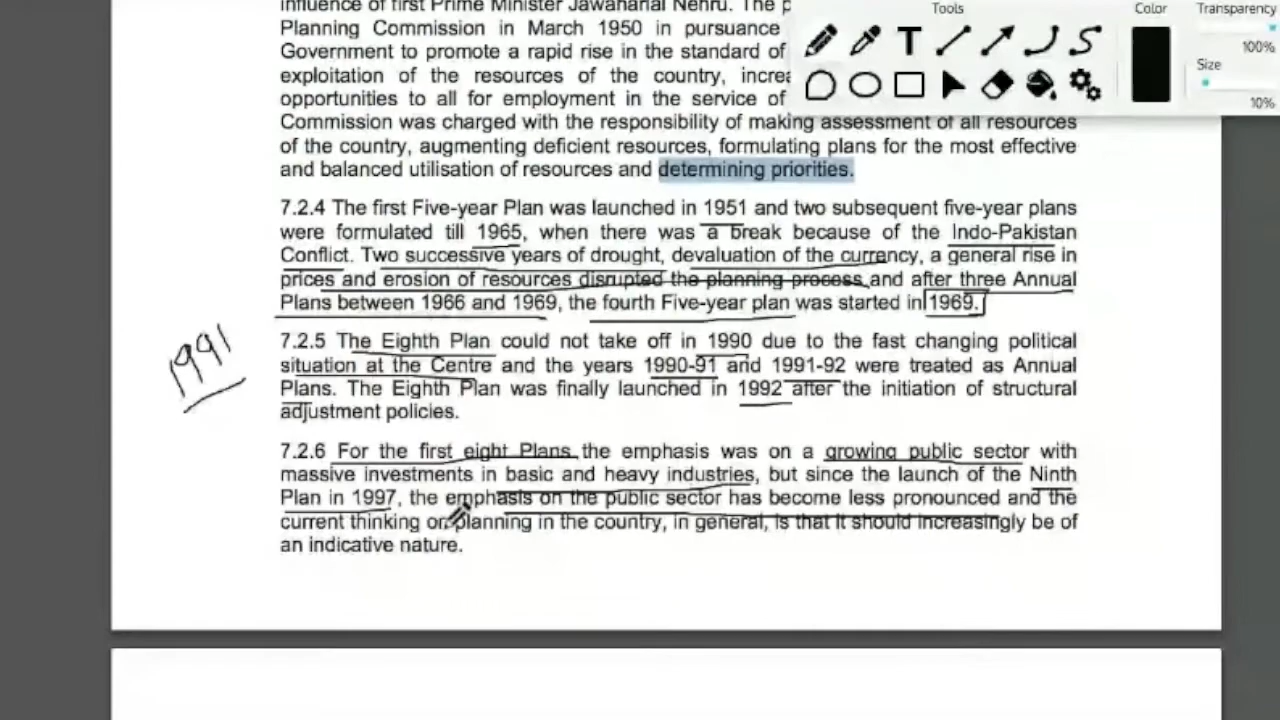 influence of first Prime Minister Jawaharlal Nehru. The p
Planning Commission in March 1950 in pursuance
Government to promote a rapid rise in the standard of
exploitation of the resources of the country, increa
opportunities to all for employment in the service of
Commission was charged with the responsibility of making assessment of all resources
of the country, augmenting deficient resources, formulating plans for the most effective
and balanced utilisation of resources and determining priorities.
7.2.4 The first Five-year Plan was launched in 1951 and two subsequent five-year plans
were formulated till 1965, when there was a break because of the Indo-Pakistan
Conflict. Two successive years of drought, devaluation of the currency, a general rise in
prices and erosion of resources disrupted the planning process and after three Annual
Plans between 1966 and 1969, the fourth Five-year plan was started in 1969.
7.2.5 The Eighth Plan could not take off in 1990 due to the fast changing political
situation at the Centre and the years 1990-91 and 1991-92 were treated as Annual
Plans. The Eighth Plan was finally launched in 1992 after the initiation of structural
adjustment policies.
7.2.6 For the first eight Plans the emphasis was on a growing public sector with
massive investments in basic and heavy industries, but since the launch of the Ninth
Plan in 1997, the emphasis on the public sector has become less pronounced and the
current thinking on planning in the country, in general, is that it should increasingly be of
an indicative nature.
1991
Tools
Color
Transparency
100%
Size
10%